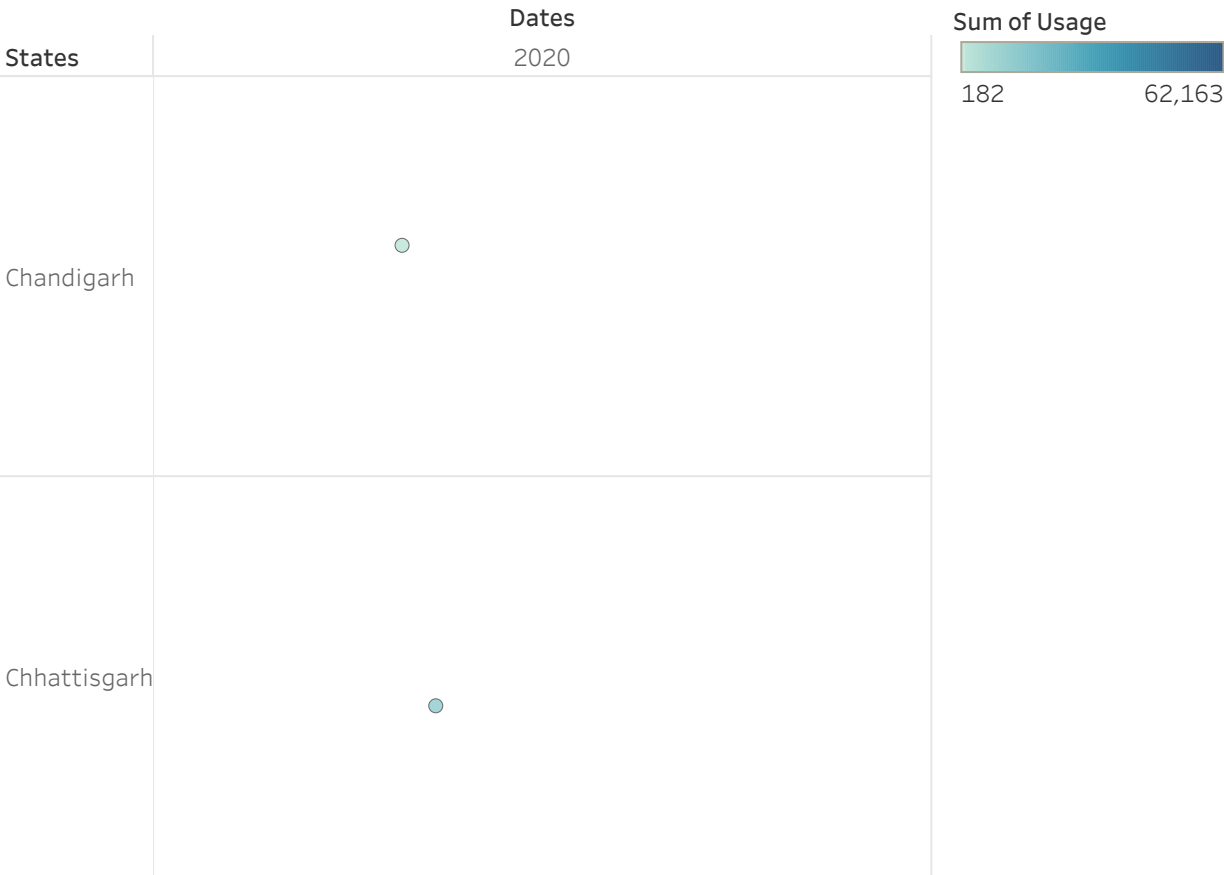 Dates
States
2020
Chandigarh
Chhattisgarh
Sum of Usage
182
62,163